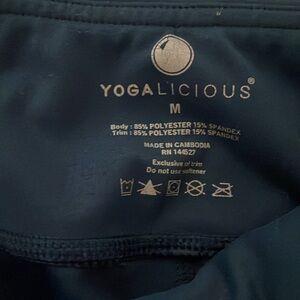 YOGALICIOUS®
M
Body : 85% POLYESTER 15% SPANDEX
Trim : 85% POLYESTER 15% SPANDEX
MADE IN CAMBODIA
RN 144527
Exclusive of trim
Do not use softener